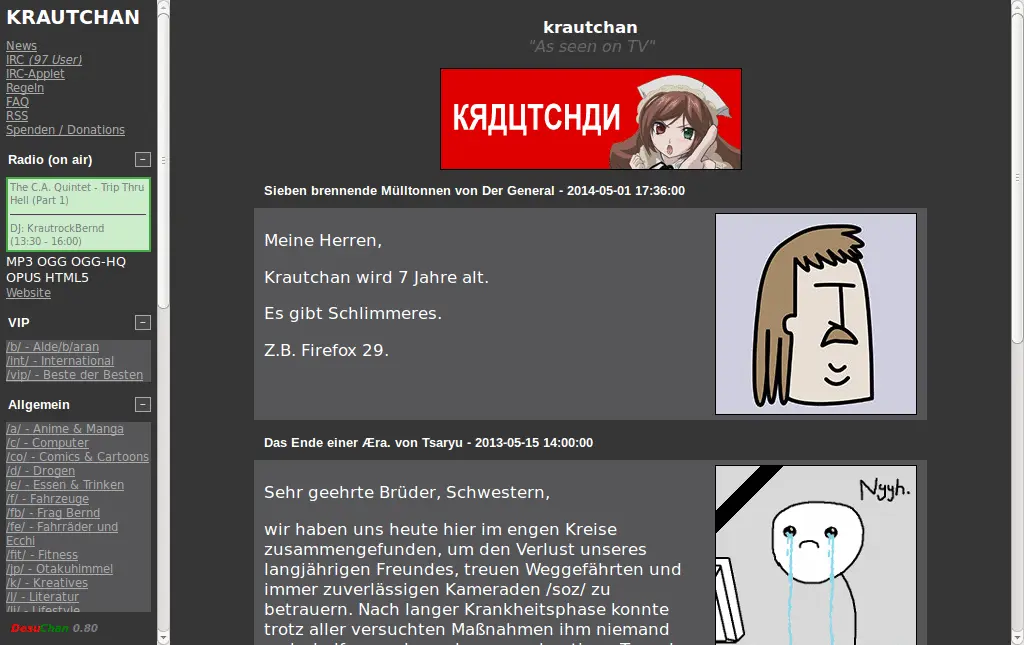 KRAUTCHAN
News
IRC (97 User)
IRC-Applet
Regeln
FAQ
RSS
Spenden / Donations
Radio (on air)
The C.A. Quintet - Trip Thru
Hell (Part 1)
DJ: KrautrockBernd
(13:30 - 16:00)
MP3 OGG OGG-HQ
OPUS HTML5
Website
VIP
/b/ - Alde/b/aran
/int/ - International
/vip/ - Beste der Besten
Allgemein
/a/ - Anime & Manga
/c/ - Computer
/co/ - Comics & Cartoons
/d/ - Drogen
/e/ - Essen & Trinken
/f/ - Fahrzeuge
/fb/ - Frag Bernd
/fe/ - Fahrräder und
Ecchi
/fit/ - Fitness
/jp/ - Otakuhimmel
/k/ - Kreatives
/l/ - Literatur
/li/ - Lifestyle
DesuChan 0.80
krautchan
"As seen on TV"
КЯДЦТСНДИ
Sieben brennende Mülltonnen von Der General - 2014-05-01 17:36:00
Meine Herren,
Krautchan wird 7 Jahre alt.
Es gibt Schlimmeres.
Z.B. Firefox 29.
Das Ende einer Æra. von Tsaryu - 2013-05-15 14:00:00
Sehr geehrte Brüder, Schwestern,
wir haben uns heute hier im engen Kreise
zusammengefunden, um den Verlust unseres
langjährigen Freundes, treuen Weggefährten und
immer zuverlässigen Kameraden /soz/ zu
betrauern. Nach langer Krankheitsphase konnte
trotz aller versuchten Maßnahmen ihm niemand
Nyyh.